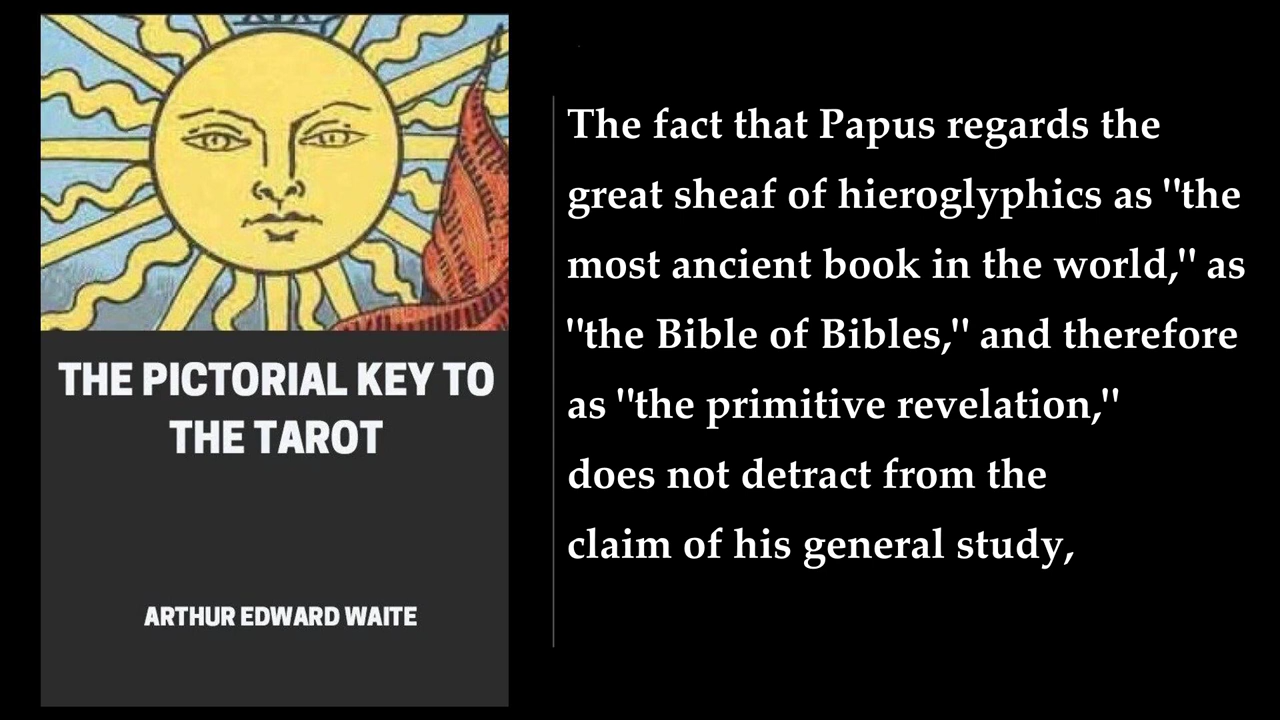 XIX
THE PICTORIAL KEY TO
THE TAROT
ARTHUR EDWARD WAITE
The fact that Papus regards the
great sheaf of hieroglyphics as "the
most ancient book in the world," as
"the Bible of Bibles," and therefore
as "the primitive revelation,"
does not detract from the
claim of his general study,